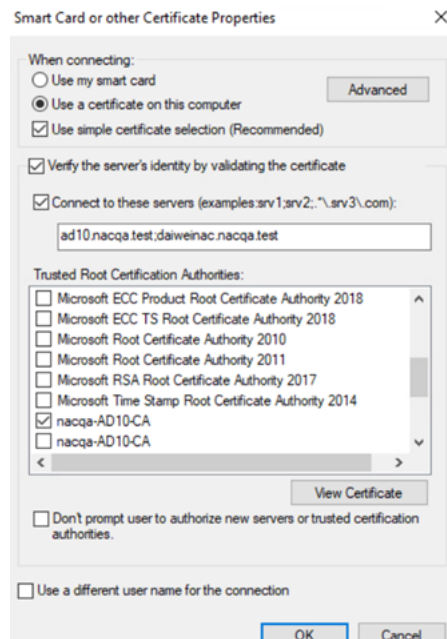 Smart Card or other Certificate Properties
When connecting:
Use my smart card
Advanced
Use a certificate on this computer
Use simple certificate selection (Recommended)
Verify the server's identity by validating the certificate
Connect to these servers (examples:srv1;srv2;.*\.srv3\.com):
ad10.nacqa.test;daiweinac.nacqa.test
Trusted Root Certification Authorities:
Microsoft ECC Product Root Certificate Authority 2018
Microsoft ECC TS Root Certificate Authority 2018
Microsoft Root Certificate Authority 2010
Microsoft Root Certificate Authority 2011
Microsoft RSA Root Certificate Authority 2017
Microsoft Time Stamp Root Certificate Authority 2014
nacqa-AD10-CA
nacqa-AD10-CA
View Certificate
Don't prompt user to authorize new servers or trusted certification
authorities.
Use a different user name for the connection
OK
Cancel